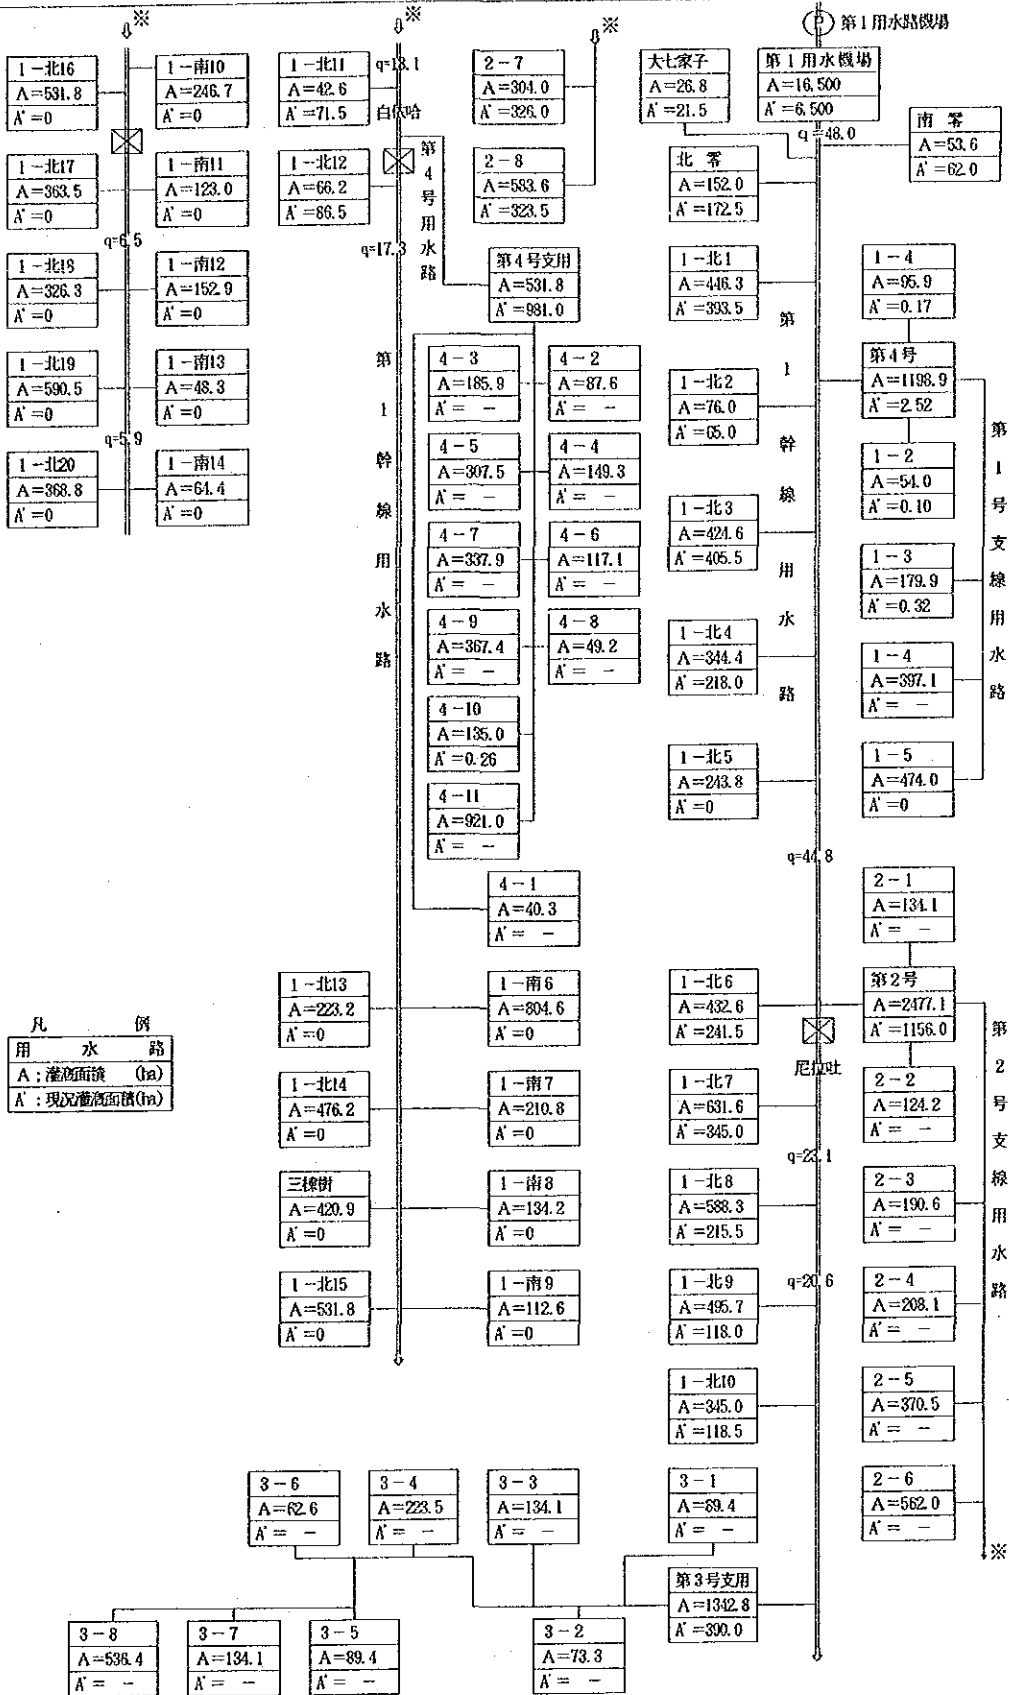 ※
※
※
P 第1用水路機場
1-北16
A=531.8
A'=0
1-南10
A=246.7
A'=0
1-北17
A=363.5
A'=0
1-南11
A=123.0
A'=0
q=6.5
1-北18
A=326.3
A'=0
1-南12
A=152.9
A'=0
1-北19
A=590.5
A'=0
1-南13
A=48.3
A'=0
q=5.9
1-北20
A=368.8
A'=0
1-南14
A=64.4
A'=0
1-北11
A=42.6
A'=71.5
q=18.1
1-北12
A=66.2
A'=86.5
q=17.3
第4号用水路
第1幹線用水路
2-7
A=304.0
A'=326.0
2-8
A=583.6
A'=323.5
第4号支用
A=531.8
A'=981.0
4-3
A=185.9
A'= -
4-2
A=87.6
A'= -
4-5
A=307.5
A'= -
4-4
A=149.3
A'= -
4-7
A=337.9
A'= -
4-6
A=117.1
A'= -
4-9
A=367.4
A'= -
4-8
A=49.2
A'= -
4-10
A=135.0
A'=0.26
4-11
A=921.0
A'= -
4-1
A=40.3
A'= -
1-北13
A=223.2
A'=0
1-南6
A=804.6
A'=0
1-北14
A=476.2
A'=0
1-南7
A=210.8
A'=0
三棵樹
A=420.9
A'=0
1-南8
A=134.2
A'=0
1-北15
A=531.8
A'=0
1-南9
A=112.6
A'=0
大七家子
A=26.8
A'=21.5
第1用水機場
A=16,500
A'=6,500
q=48.0
南零
A=53.6
A'=62.0
北零
A=152.0
A'=172.5
1-北1
A=446.3
A'=393.5
1-4
A=95.9
A'=0.17
第4号
A=1198.9
A'=2.52
1-北2
A=76.0
A'=65.0
1-2
A=54.0
A'=0.10
1-北3
A=424.6
A'=405.5
1-3
A=179.9
A'=0.32
1-北4
A=344.4
A'=218.0
1-4
A=397.1
A'= -
1-北5
A=243.8
A'=0
1-5
A=474.0
A'=0
第1幹線用水路
第1号支線用水路
q=44.8
2-1
A=134.1
A'= -
1-北6
A=432.6
A'=241.5
第2号
A=2477.1
A'=1156.0
尼拉吐
1-北7
A=631.6
A'=345.0
2-2
A=124.2
A'= -
q=23.1
1-北8
A=588.3
A'=215.5
2-3
A=190.6
A'= -
q=20.6
1-北9
A=495.7
A'=118.0
2-4
A=208.1
A'= -
1-北10
A=345.0
A'=118.5
2-5
A=370.5
A'= -
2-6
A=562.0
A'= -
第2号支線用水路
※
凡 例
用 水 路
A:灌漑面積 (ha)
A':現況灌漑面積(ha)
3-6
A=62.6
A'= -
3-4
A=223.5
A'= -
3-3
A=134.1
A'= -
3-1
A=89.4
A'= -
第3号支用
A=1342.8
A'=390.0
3-8
A=536.4
A'= -
3-7
A=134.1
A'= -
3-5
A=89.4
A'= -
3-2
A=73.3
A'= -